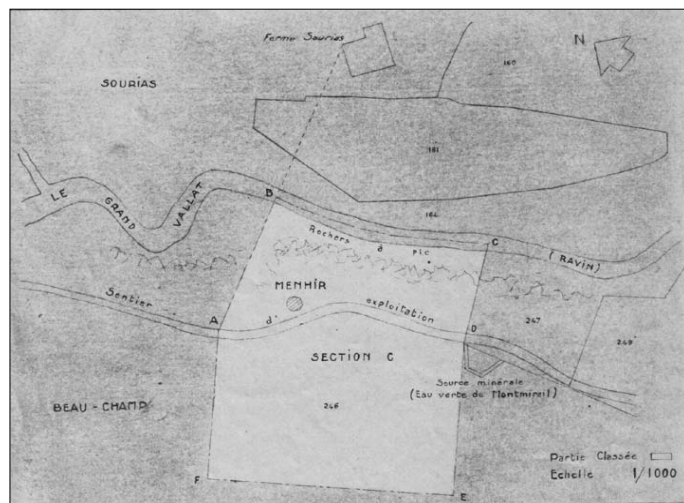 Ferme Sourias
N
160
SOURIAS
161
LE GRAND VALLAT
B
164
Rochers à pic
C
(RAVIN)
MENHIR
Sentier d' exploitation
A
D
247
249
SECTION C
Source minérale
(Eau verte de Montmirail)
BEAU-CHAMP
246
Partie Classée
Echelle 1/1000
F
E